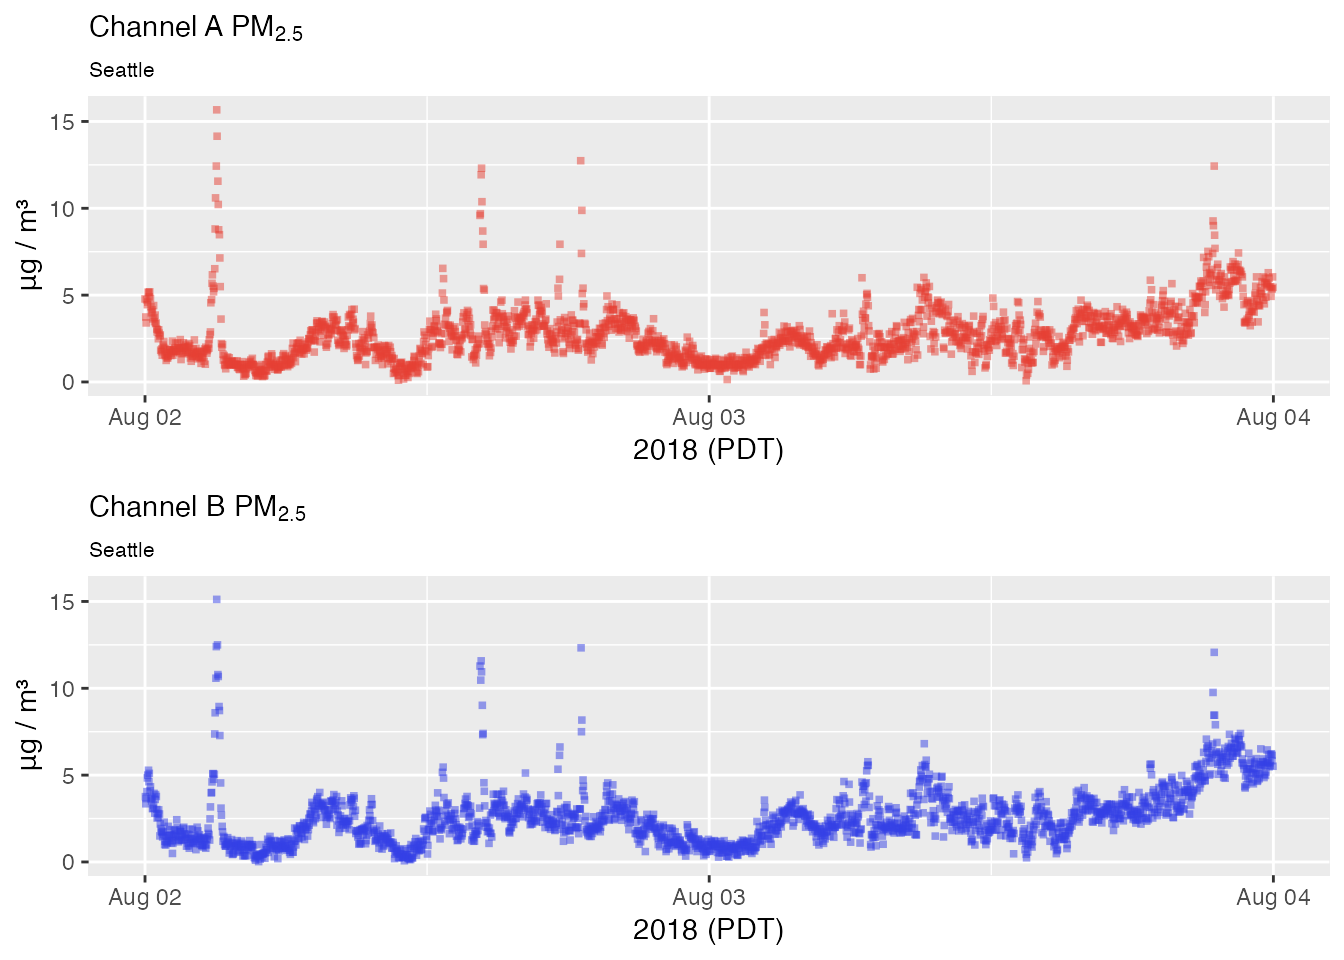 Channel A PM2.5
Seattle
15
10
5
0
µg / m³
Aug 02 Aug 03 Aug 04
2018 (PDT)
Channel B PM2.5
Seattle
15
10
5
0
µg / m³
Aug 02 Aug 03 Aug 04
2018 (PDT)